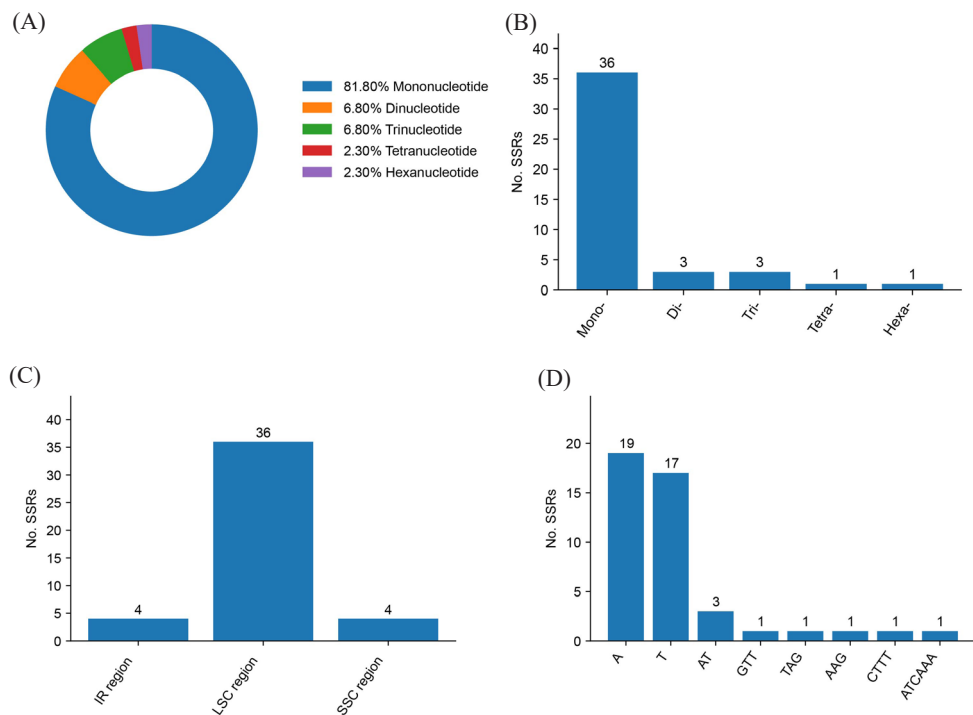 (A)
81.80% Mononucleotide
6.80% Dinucleotide
6.80% Trinucleotide
2.30% Tetranucleotide
2.30% Hexanucleotide
(B)
No. SSRs
40
35
30
25
20
15
10
5
0
36
3
3
1
1
Mono-
Di-
Tri-
Tetra-
Hexa-
(C)
No. SSRs
40
35
30
25
20
15
10
5
0
4
36
4
IR region
LSC region
SSC region
(D)
No. SSRs
20
15
10
5
0
19
17
3
1
1
1
1
1
A
T
AT
GTT
TAG
AAG
CTTT
ATCAAA